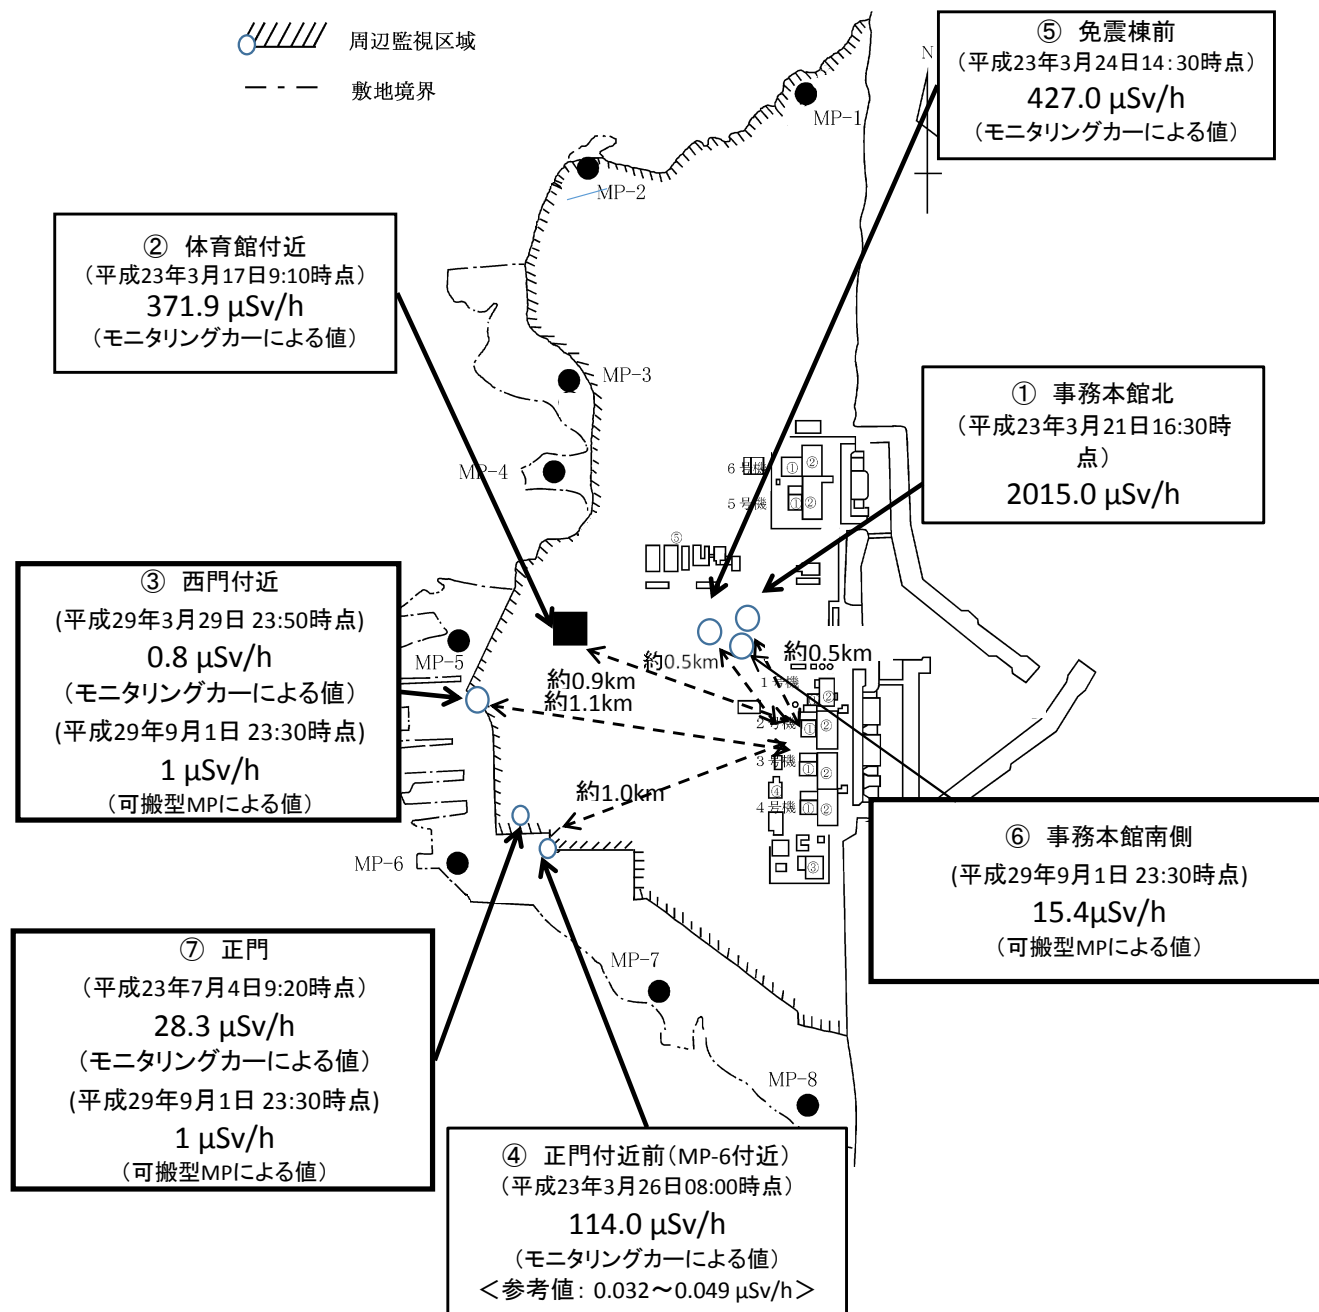 周辺監視区域
敷地境界
⑤ 免震棟前
(平成23年3月24日14:30時点)
427.0 μSv/h
(モニタリングカーによる値)
N
MP-1
MP-2
② 体育館付近
(平成23年3月17日9:10時点)
371.9 μSv/h
(モニタリングカーによる値)
MP-3
MP-4
① 事務本館北
(平成23年3月21日16:30時
点)
2015.0 μSv/h
6号機
①
②
5号機
①
②
⑤
③ 西門付近
(平成29年3月29日 23:50時点)
0.8 μSv/h
(モニタリングカーによる値)
(平成29年9月1日 23:30時点)
1 μSv/h
(可搬型MPによる値)
MP-5
約0.5km
約0.5km
約0.9km
約1.1km
1号機
②
2号機
①
②
3号機
①
②
約1.0km
④
4号機
①
②
③
MP-6
⑥ 事務本館南側
(平成29年9月1日 23:30時点)
15.4μSv/h
(可搬型MPによる値)
⑦ 正門
(平成23年7月4日9:20時点)
28.3 μSv/h
(モニタリングカーによる値)
(平成29年9月1日 23:30時点)
1 μSv/h
(可搬型MPによる値)
MP-7
MP-8
④ 正門付近前(MP-6付近)
(平成23年3月26日08:00時点)
114.0 μSv/h
(モニタリングカーによる値)
<参考値: 0.032～0.049 μSv/h>